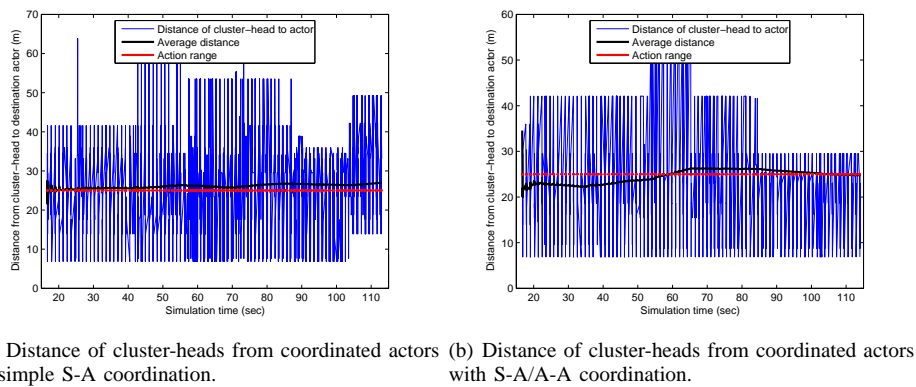 Distance from cluster−head to destination actor (m)
70
60
50
40
30
20
10
0
Distance of cluster−head to actor
Average distance
Action range
20 30 40 50 60 70 80 90 100 110
Simulation time (sec)
Distance from cluster−head to destination actor (m)
60
50
40
30
20
10
0
Distance of cluster−head to actor
Average distance
Action range
20 30 40 50 60 70 80 90 100 110
Simulation time (sec)
Distance of cluster-heads from coordinated actors
simple S-A coordination.
(b) Distance of cluster-heads from coordinated actors
with S-A/A-A coordination.